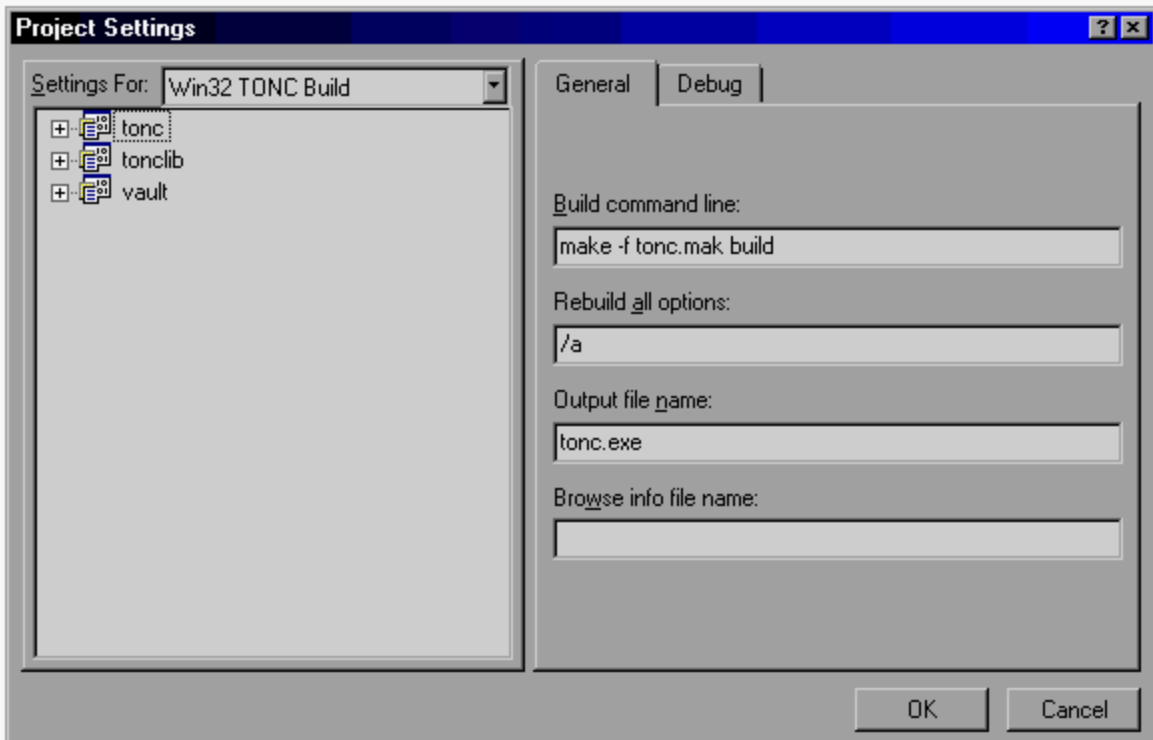 Project Settings
Settings For: Win32 TONC Build
tonc
tonclib
vault
General Debug
Build command line:
make -f tonc.mak build
Rebuild all options:
/a
Output file name:
tonc.exe
Browse info file name:
OK Cancel